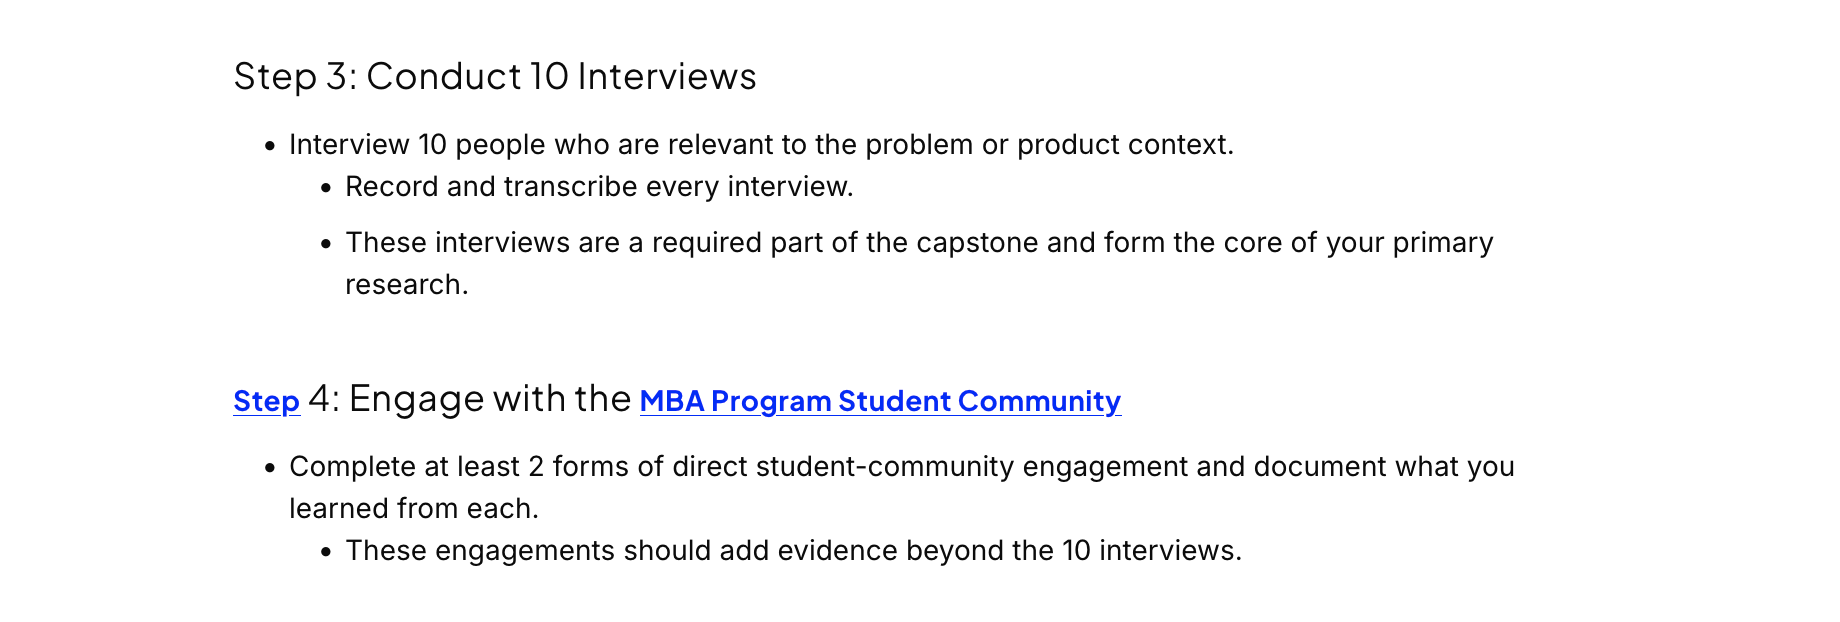 Step 3: Conduct 10 Interviews
• Interview 10 people who are relevant to the problem or product context.
• Record and transcribe every interview.
• These interviews are a required part of the capstone and form the core of your primary
research.
Step 4: Engage with the MBA Program Student Community
• Complete at least 2 forms of direct student-community engagement and document what you
learned from each.
• These engagements should add evidence beyond the 10 interviews.